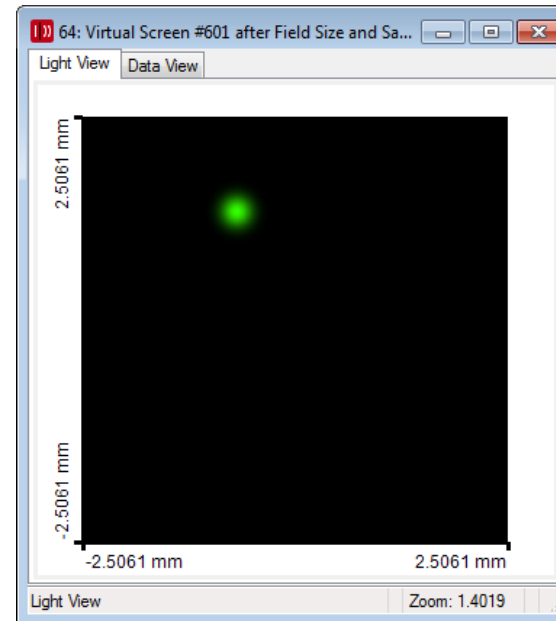 64: Virtual Screen #601 after Field Size and Sa...
Light View
Data View
2.5061 mm
-2.5061 mm
-2.5061 mm
2.5061 mm
Light View
Zoom: 1.4019